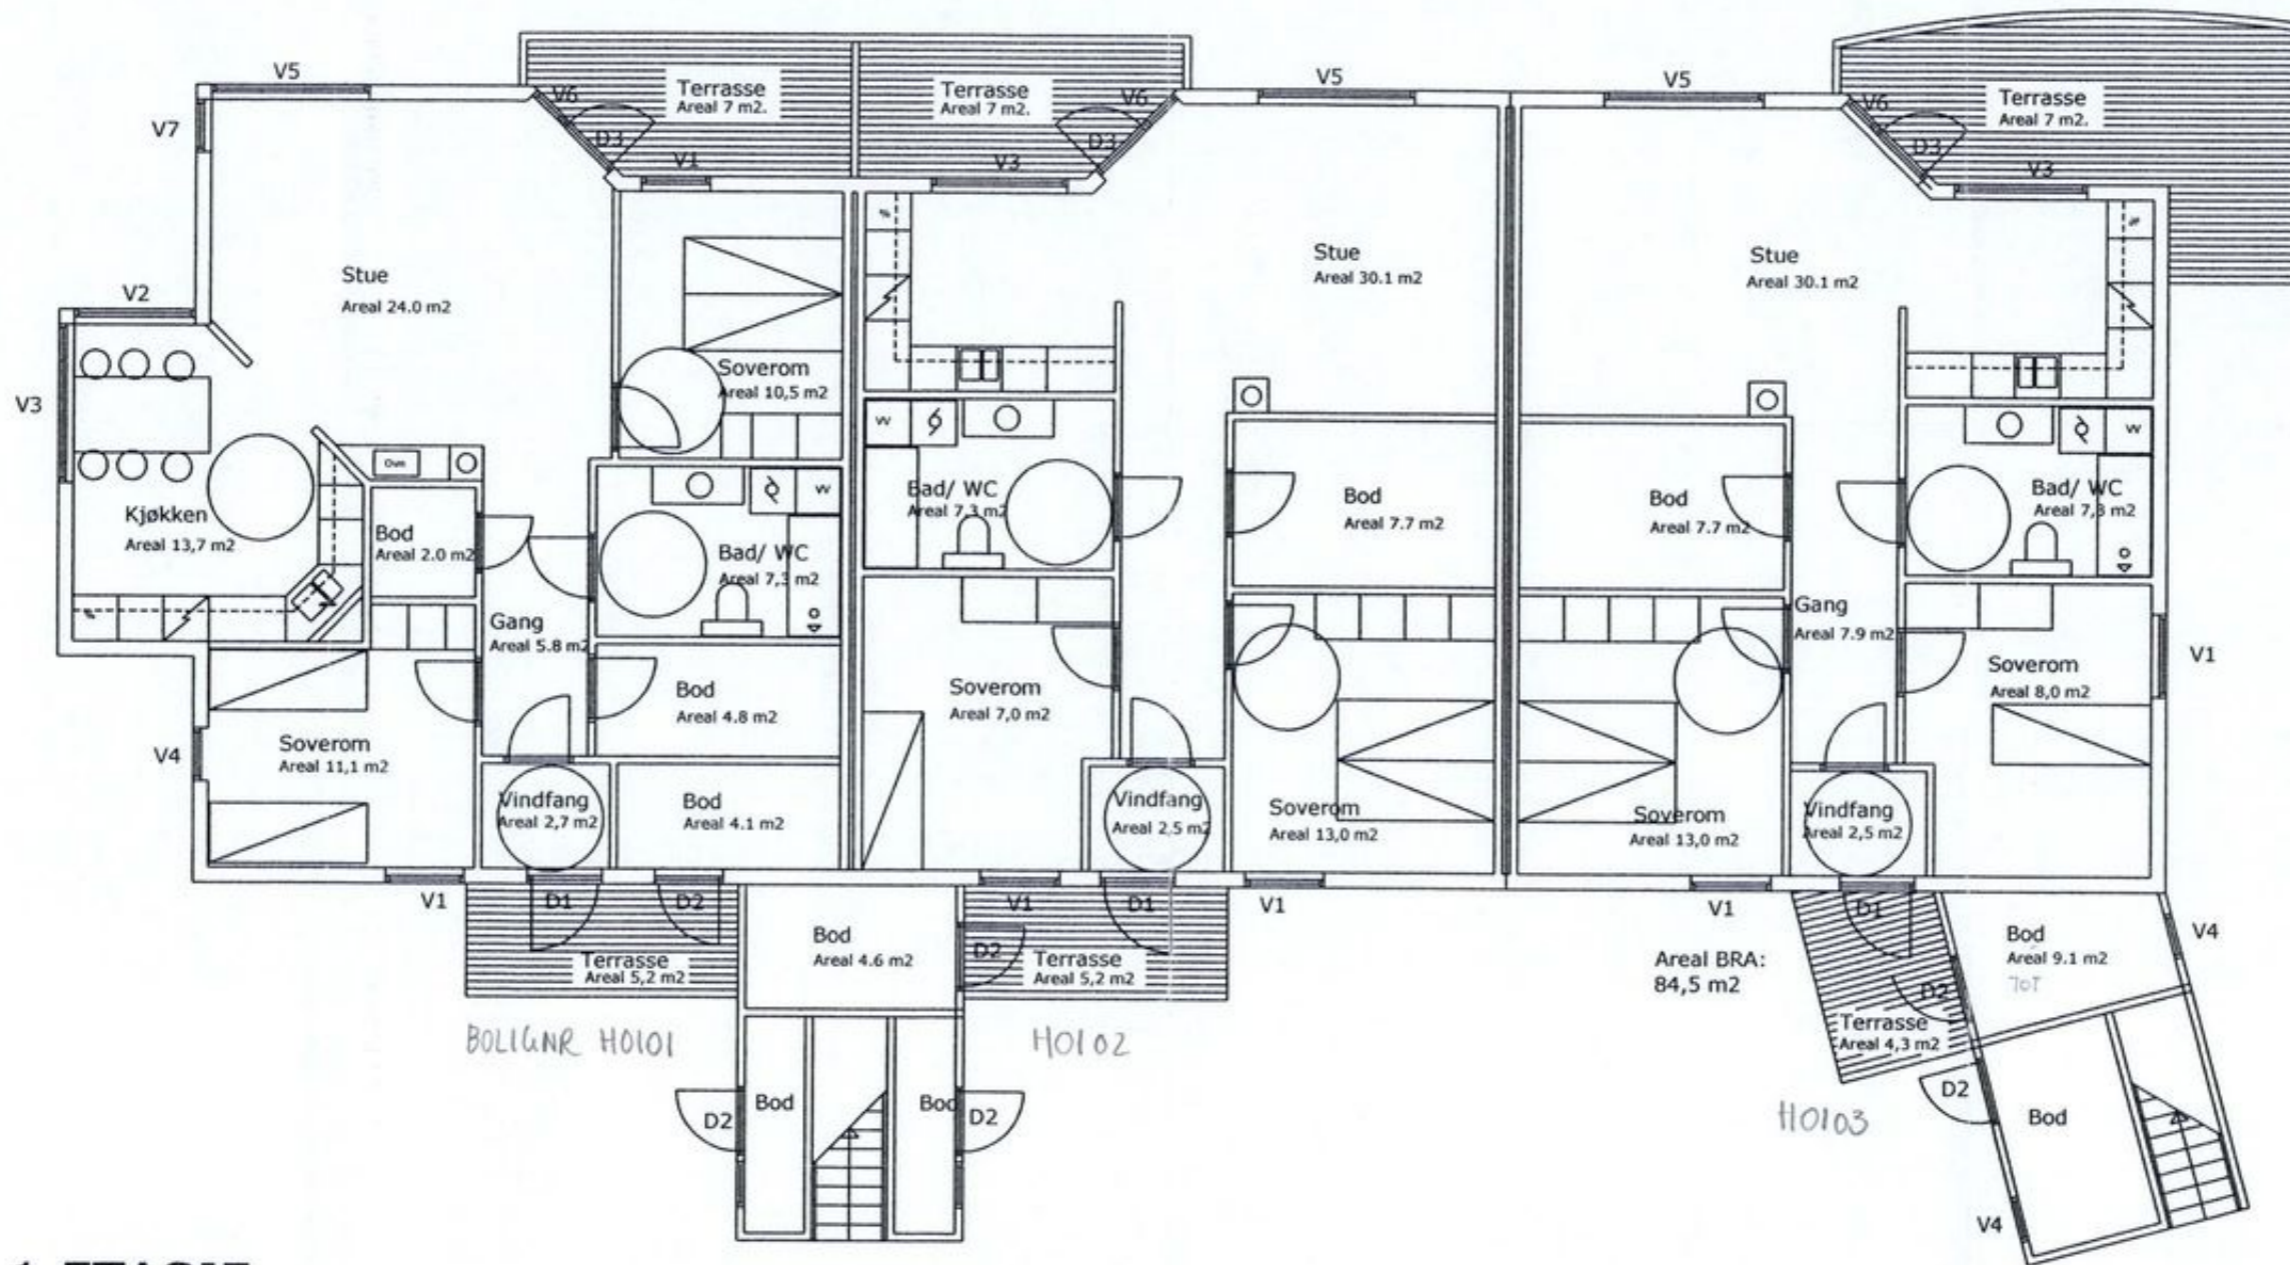 V5
V7
V2
V3
Stue
Areal 24.0 m2
Kjøkken
Areal 13,7 m2
Ovn
Bod
Areal 2.0 m2
V6
D3
V1
Terrasse
Areal 7 m2.
Soverom
Areal 10,5 m2
Bad/ WC
Areal 7,3 m2
Gang
Areal 5.8 m2
Bod
Areal 4.8 m2
Soverom
Areal 11,1 m2
V4
V1
Vindfang
Areal 2,7 m2
Bod
Areal 4.1 m2
D1
D2
Terrasse
Areal 5,2 m2
BOLIGNR H0101
Terrasse
Areal 7 m2.
V6
D3
V3
V5
Stue
Areal 30.1 m2
Bad/ WC
Areal 7,3 m2
Bod
Areal 7.7 m2
Soverom
Areal 7,0 m2
Vindfang
Areal 2,5 m2
Soverom
Areal 13,0 m2
V1
D1
V1
Bod
Areal 4.6 m2
D2
Terrasse
Areal 5,2 m2
H0102
Bod
Bod
D2
D2
V5
V6
D3
Terrasse
Areal 7 m2.
V3
Stue
Areal 30.1 m2
Bod
Areal 7.7 m2
Bad/ WC
Areal 7,3 m2
Gang
Areal 7.9 m2
Soverom
Areal 8,0 m2
V1
Soverom
Areal 13,0 m2
Vindfang
Areal 2,5 m2
V1
D1
Areal BRA:
84,5 m2
D2
Bod
Areal 9.1 m2
TOT
V4
Terrasse
Areal 4,3 m2
H0103
D2
Bod
V4